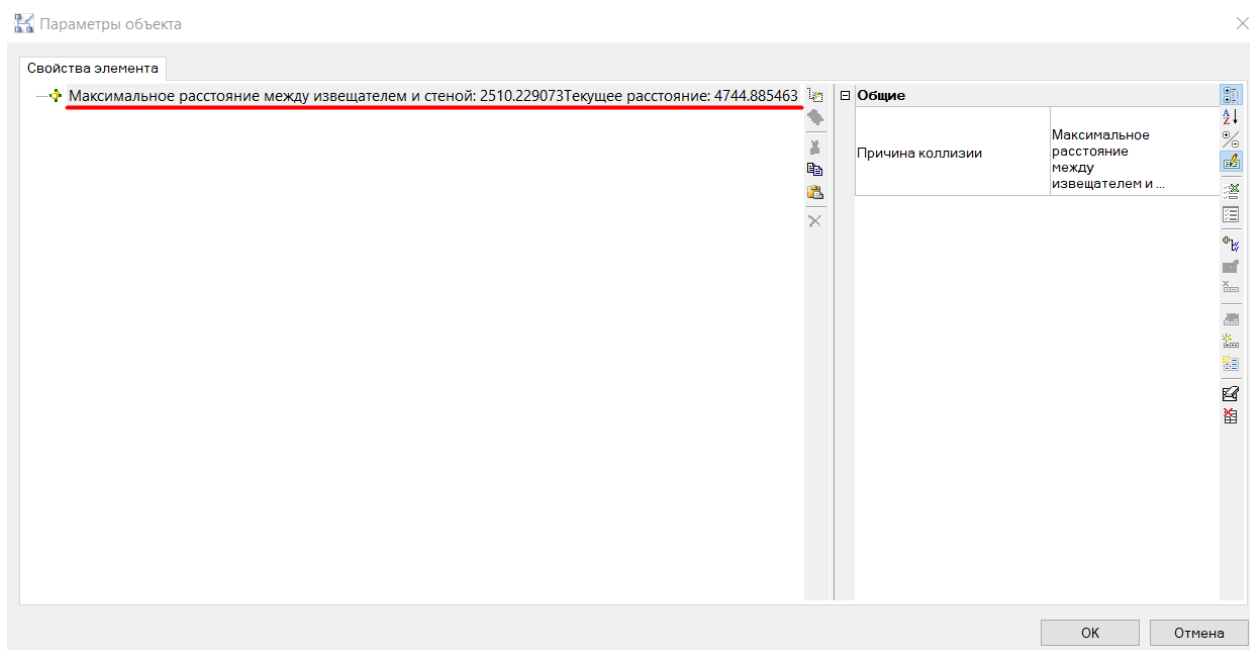 Параметры объекта
Свойства элемента
Максимальное расстояние между извещателем и стеной: 2510.229073Текущее расстояние: 4744.885463
Общие
Причина коллизии
Максимальное
расстояние
между
извещателем и ...
OK
Отмена